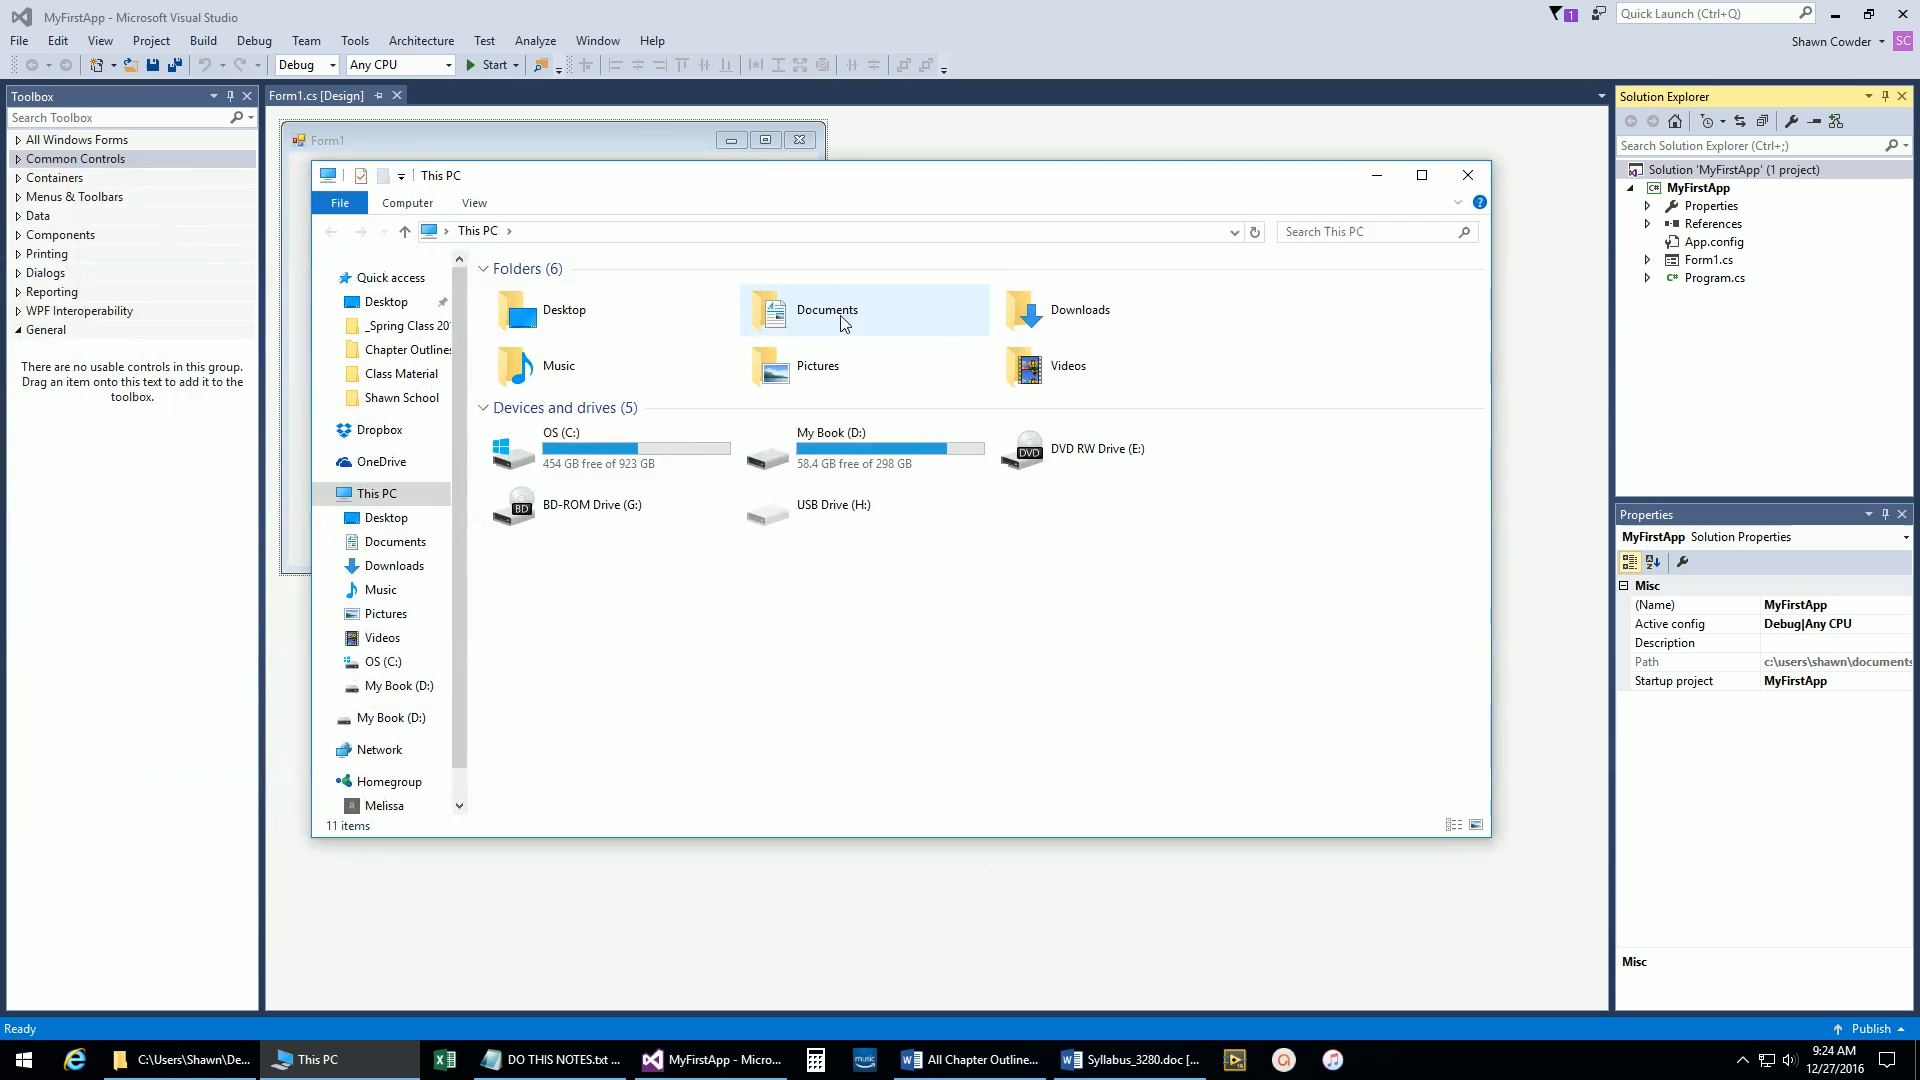 MyFirstApp - Microsoft Visual Studio
1
Quick Launch (Ctrl+Q)
File Edit View Project Build Debug Team Tools Architecture Test Analyze Window Help
Shawn Cowder SC
Debug Any CPU Start
Toolbox
Form1.cs [Design]
Solution Explorer
Search Toolbox
Search Solution Explorer (Ctrl+;)
All Windows Forms
Common Controls
Containers
Menus & Toolbars
Data
Components
Printing
Dialogs
Reporting
WPF Interoperability
General
There are no usable controls in this group.
Drag an item onto this text to add it to the
toolbox.
Form1
This PC
File Computer View
This PC
Search This PC
Quick access
Desktop
_Spring Class 201
Chapter Outlines
Class Material
Shawn School
Dropbox
OneDrive
This PC
Desktop
Documents
Downloads
Music
Pictures
Videos
OS (C:)
My Book (D:)
My Book (D:)
Network
Homegroup
Melissa
11 items
Folders (6)
Desktop
Documents
Downloads
Music
Pictures
Videos
Devices and drives (5)
OS (C:)
454 GB free of 923 GB
My Book (D:)
58.4 GB free of 298 GB
DVD
DVD RW Drive (E:)
BD
BD-ROM Drive (G:)
USB Drive (H:)
Solution 'MyFirstApp' (1 project)
C# MyFirstApp
Properties
References
App.config
Form1.cs
C# Program.cs
Properties
MyFirstApp Solution Properties
Misc
(Name) MyFirstApp
Active config Debug|Any CPU
Description
Path c:\users\shawn\documents
Startup project MyFirstApp
Misc
Ready
Publish
C:\Users\Shawn\De...
This PC
DO THIS NOTES.txt ...
MyFirstApp - Micro...
music
All Chapter Outline...
Syllabus_3280.doc [...
9:24 AM
12/27/2016